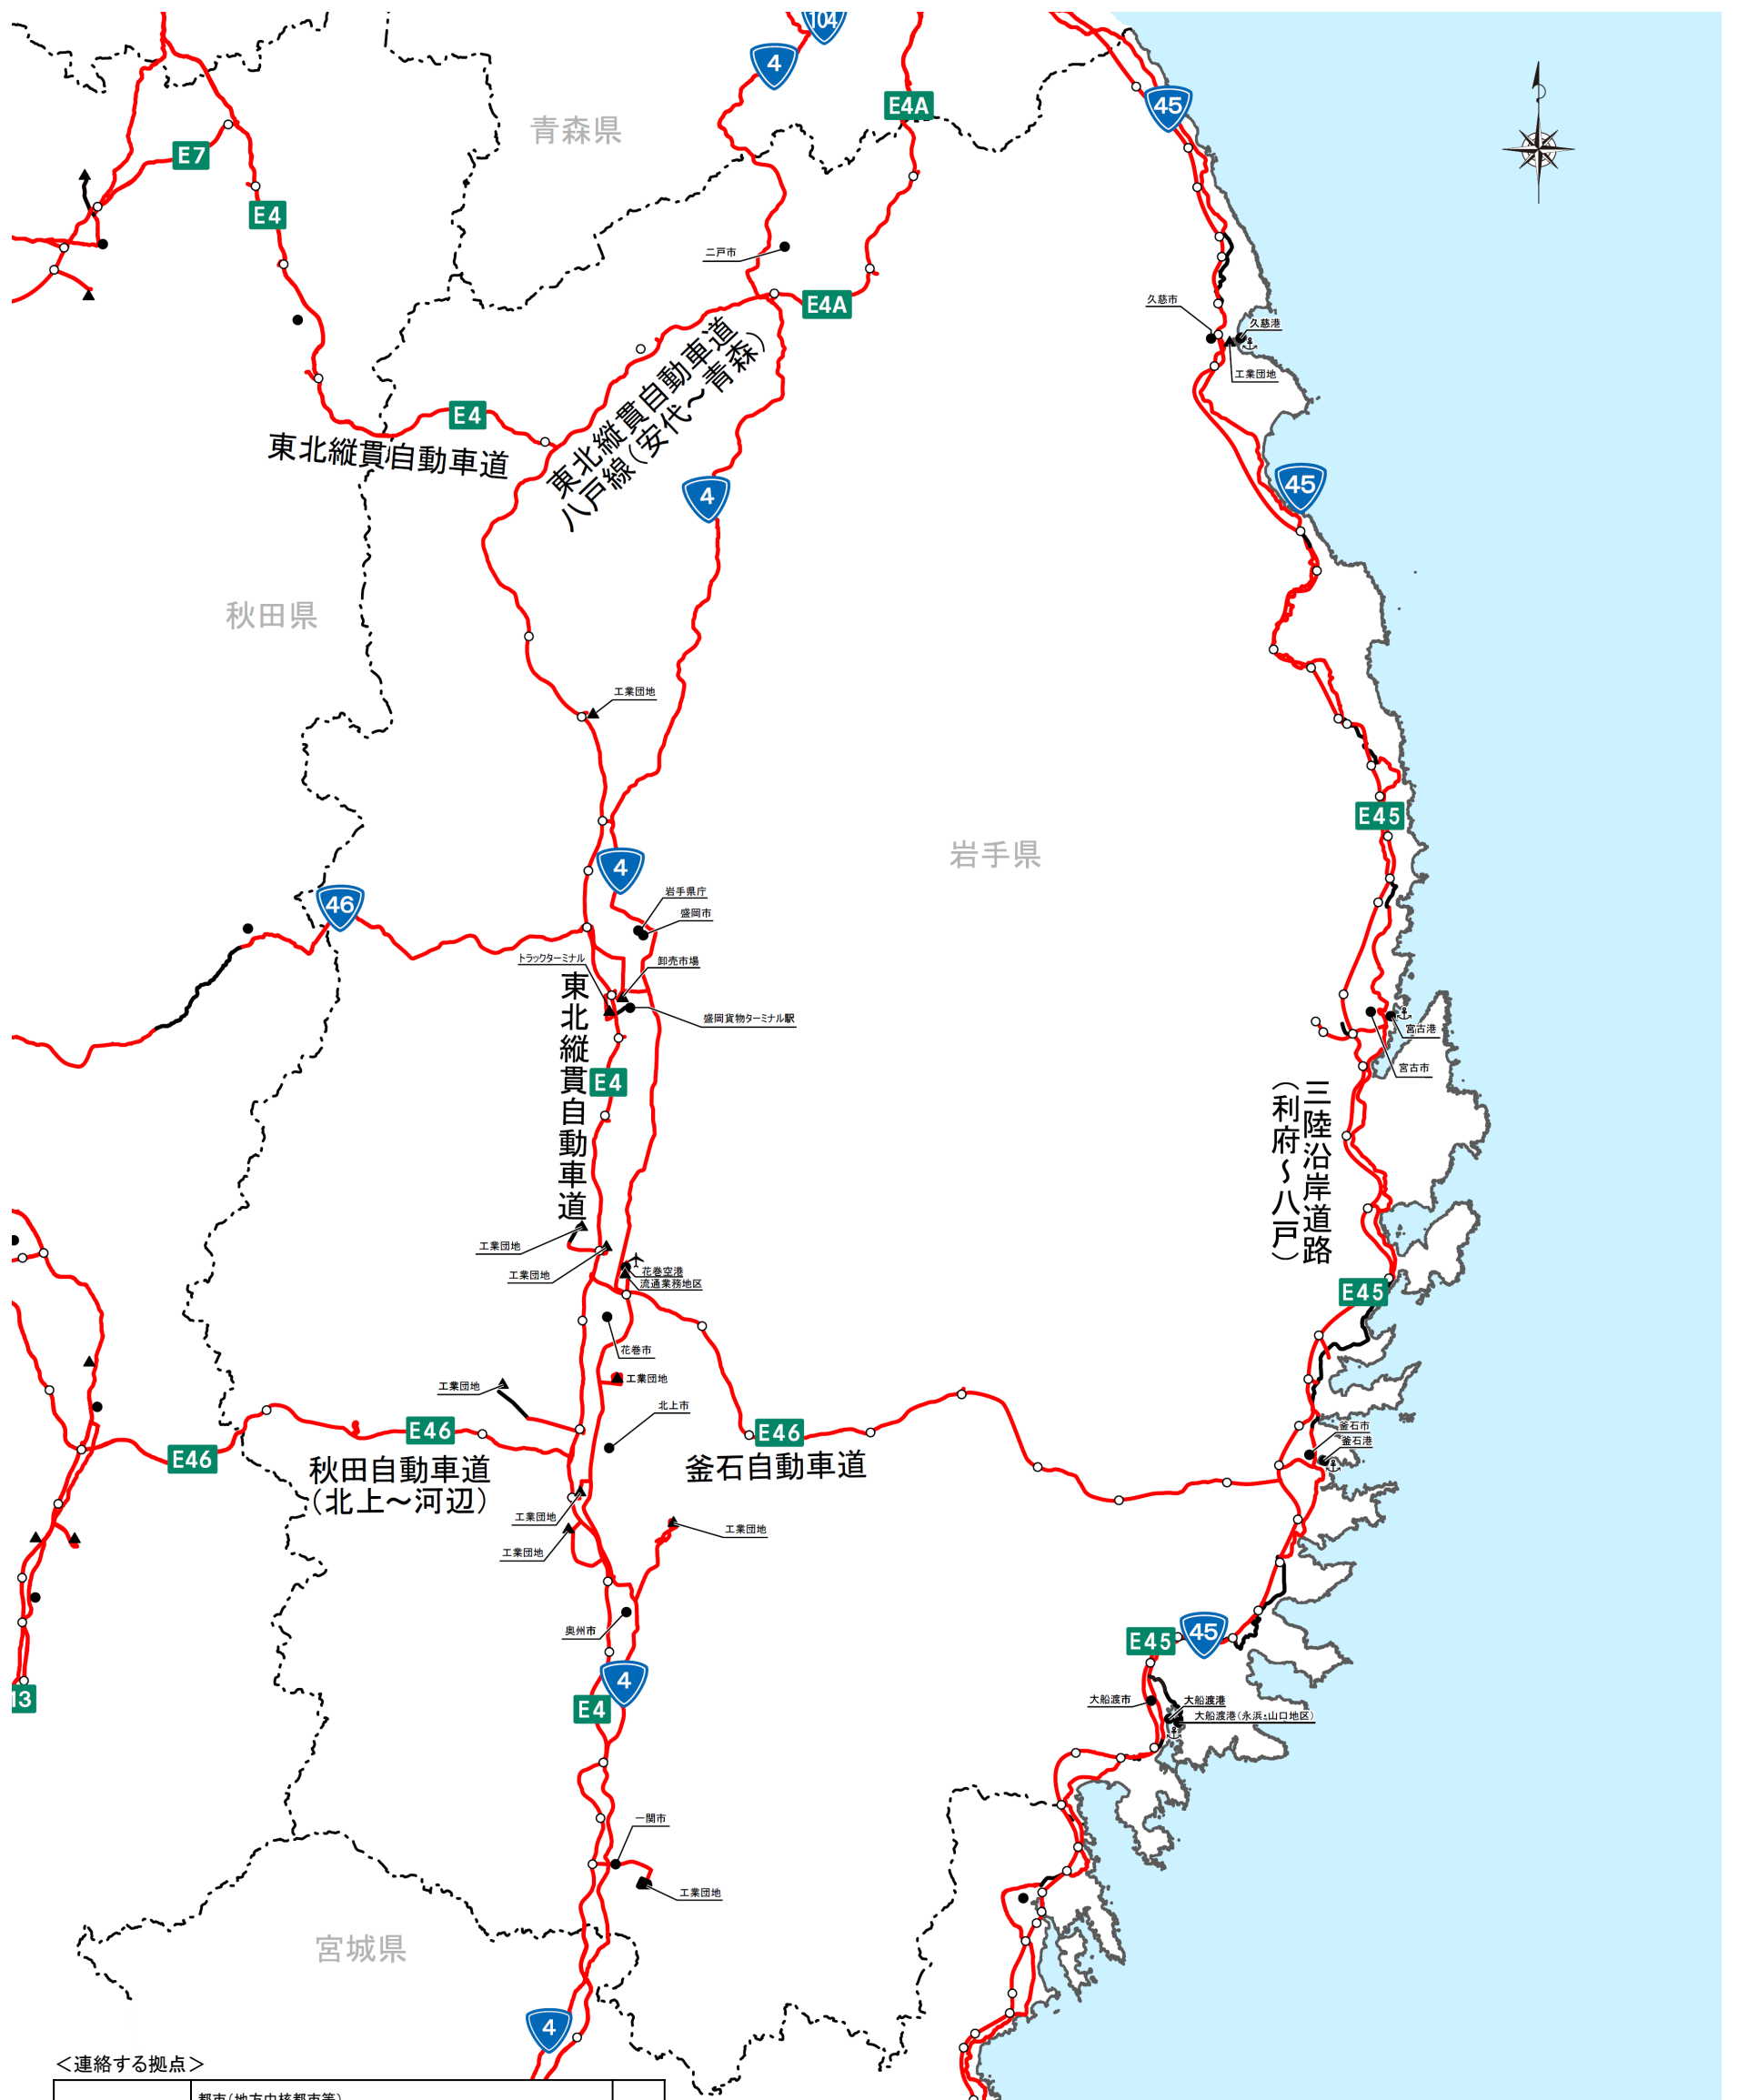 104
4
45
E4A
青森県
E7
E4
二戸市
E4A
久慈市
久慈港
工業団地
東北縦貫自動車道
八戸線(安代～青森)
E4
東北縦貫自動車道
4
45
秋田県
工業団地
E45
岩手県
4
46
岩手県庁
盛岡市
トラックターミナル
卸売市場
東北縦貫自動車道
盛岡貨物ターミナル駅
宮古港
宮古市
E4
三陸沿岸道路
(利府～八戸)
工業団地
工業団地
花巻空港
流通業務地区
E45
花巻市
工業団地
工業団地
北上市
E46
E46
E46
釜石市
釜石港
秋田自動車道
(北上～河辺)
釜石自動車道
工業団地
工業団地
工業団地
奥州市
E45
45
4
E4
13
大船渡市
大船渡港
大船渡港(永浜・山口地区)
一関市
工業団地
宮城県
4
＜連絡する拠点＞
都市(地方中核都市等)